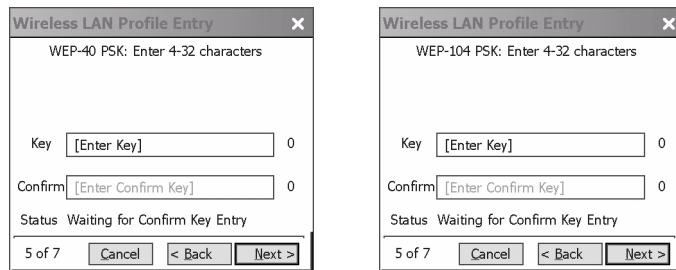 Wireless LAN Profile Entry ×
WEP-40 PSK: Enter 4-32 characters
Key [Enter Key] 0
Confirm [Enter Confirm Key] 0
Status Waiting for Confirm Key Entry
5 of 7 Cancel < Back Next >
Wireless LAN Profile Entry ×
WEP-104 PSK: Enter 4-32 characters
Key [Enter Key] 0
Confirm [Enter Confirm Key] 0
Status Waiting for Confirm Key Entry
5 of 7 Cancel < Back Next >